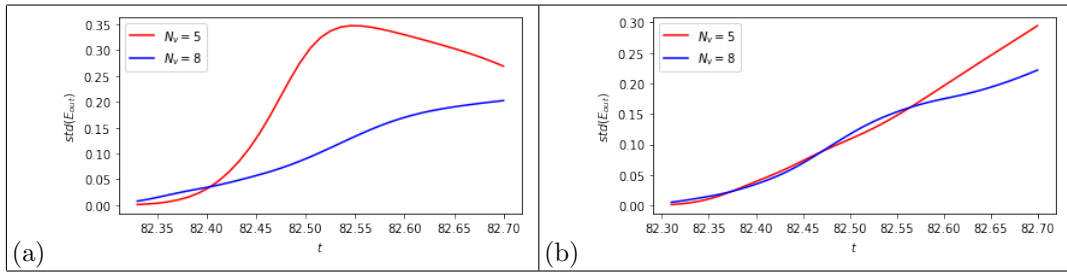 0.35
0.30
0.25
0.20
0.15
0.10
0.05
0.00
std(E_out)
N_v = 5
N_v = 8
82.35 82.40 82.45 82.50 82.55 82.60 82.65 82.70
t
(a)
0.30
0.25
0.20
0.15
0.10
0.05
0.00
std(E_out)
N_v = 5
N_v = 8
82.30 82.35 82.40 82.45 82.50 82.55 82.60 82.65 82.70
t
(b)